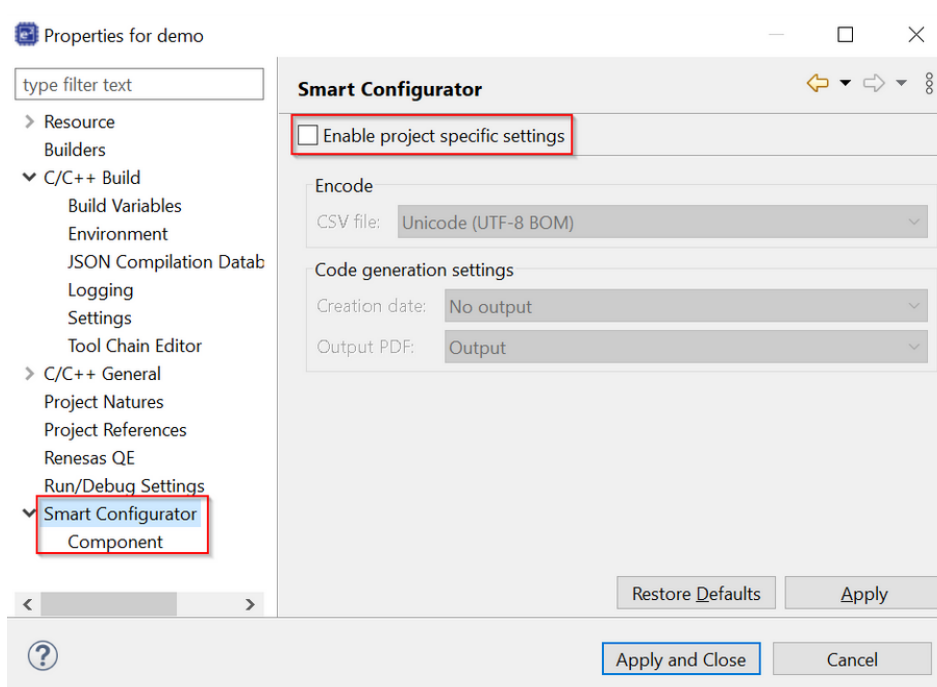 Properties for demo
type filter text
Smart Configurator
Resource
Builders
C/C++ Build
Build Variables
Environment
JSON Compilation Datab
Logging
Settings
Tool Chain Editor
C/C++ General
Project Natures
Project References
Renesas QE
Run/Debug Settings
Smart Configurator
Component
Enable project specific settings
Encode
CSV file: Unicode (UTF-8 BOM)
Code generation settings
Creation date: No output
Output PDF: Output
Restore Defaults Apply
? Apply and Close Cancel